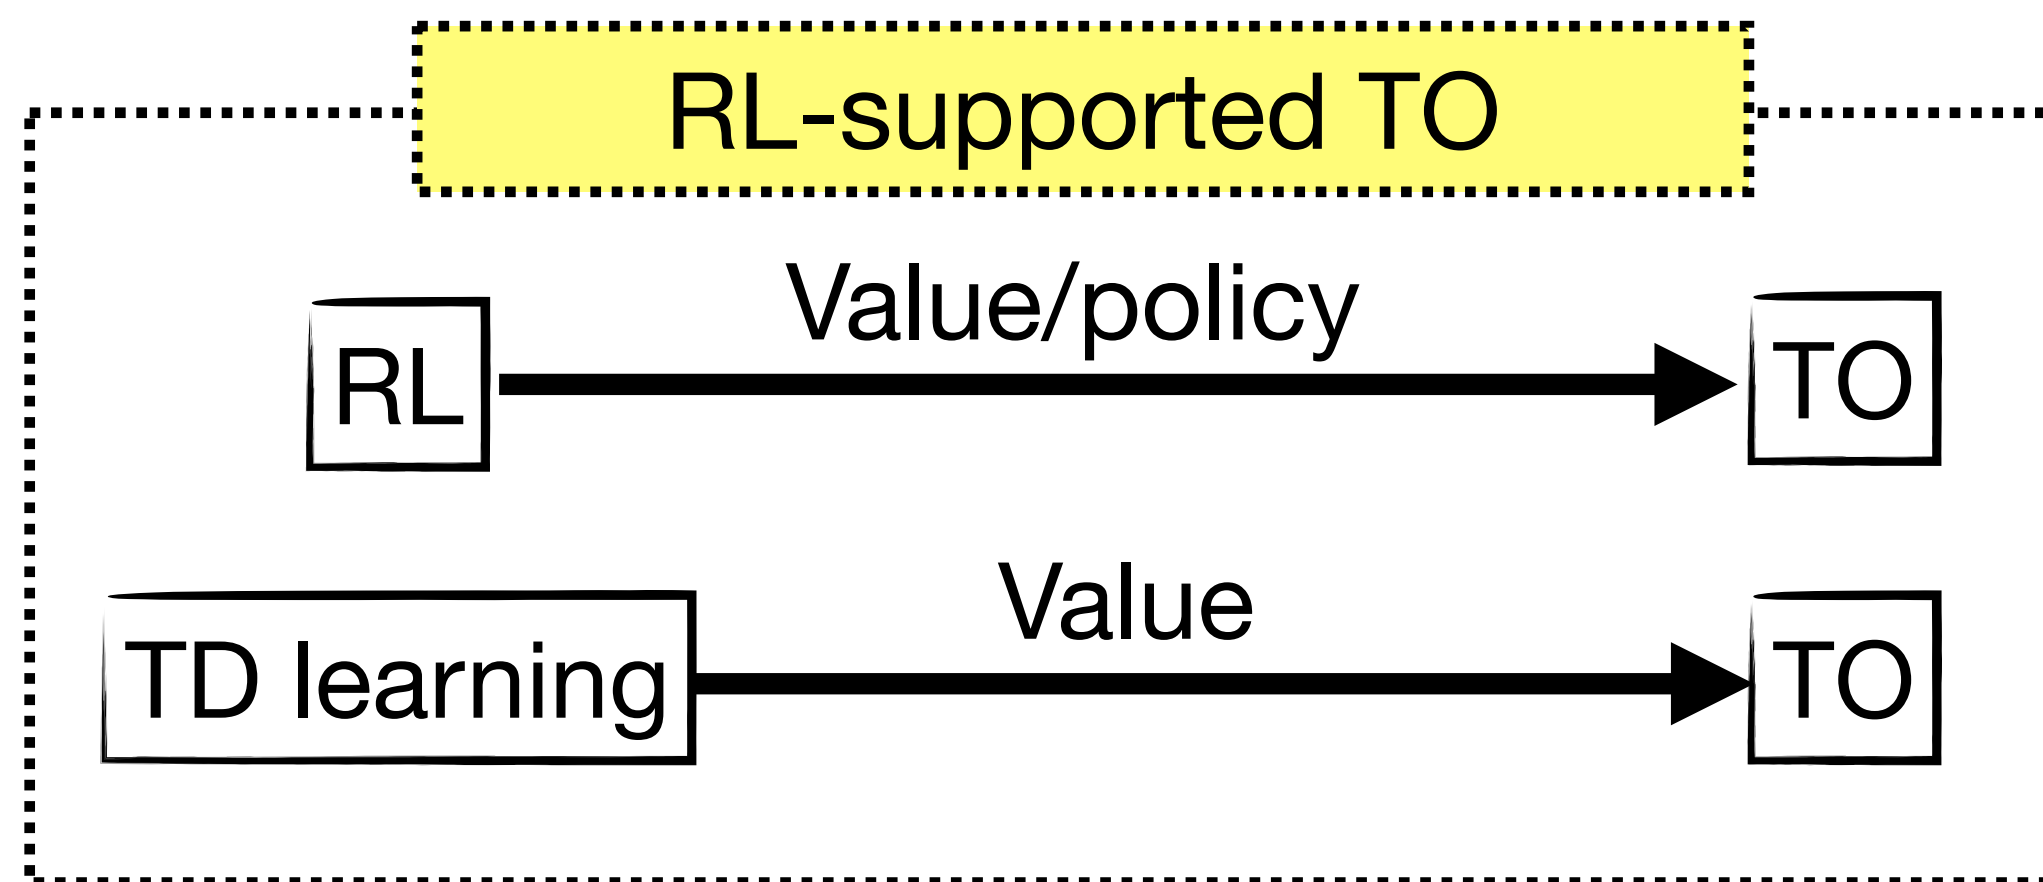 RL-supported TO
Value/policy
RL
TO
Value
TD learning
TO